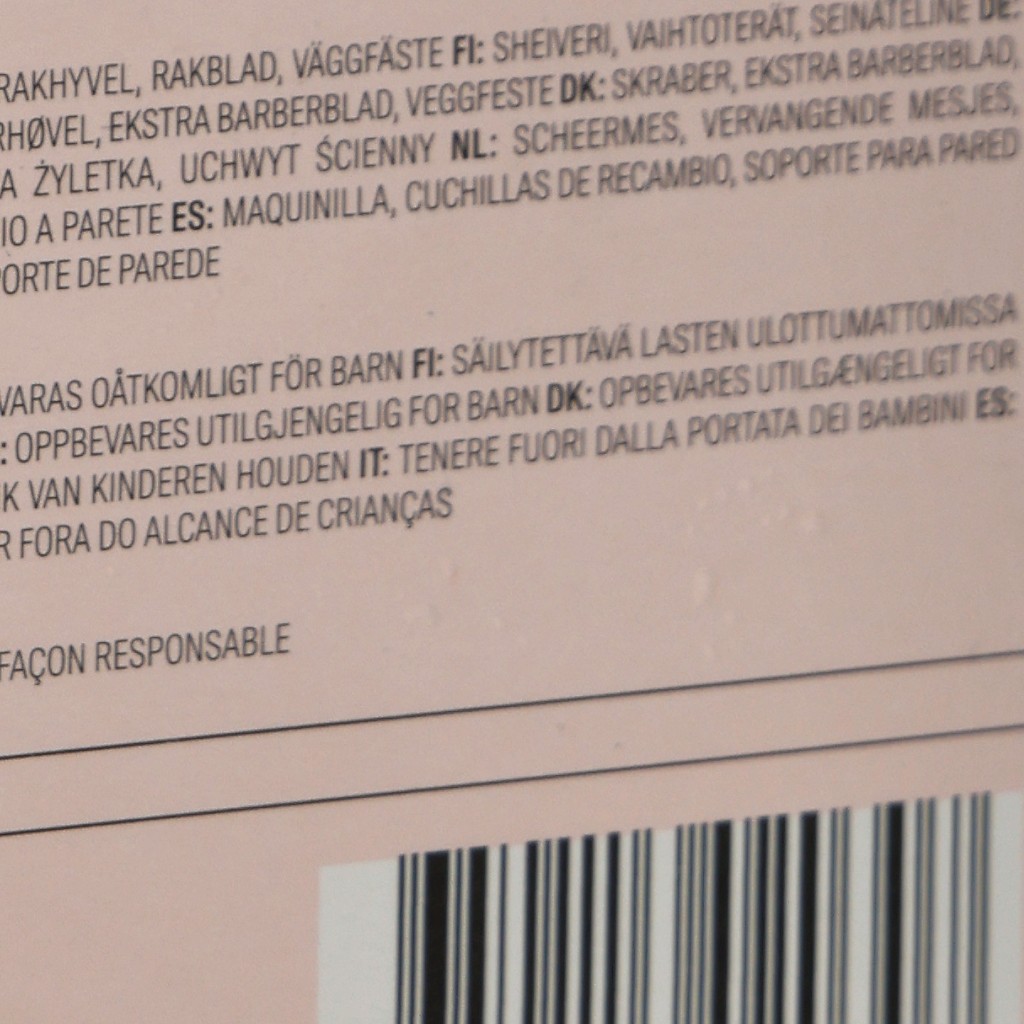 RAKHYVEL, RAKBLAD, VÄGGFÄSTE FI: SHEIVERI, VAIHTOTERÄT, SEINÄTELINE DE:
RHØVEL, EKSTRA BARBERBLAD, VEGGFESTE DK: SKRABER, EKSTRA BARBERBLAD,
A ŻYLETKA, UCHWYT ŚCIENNY NL: SCHEERMES, VERVANGENDE MESJES,
IO A PARETE ES: MAQUINILLA, CUCHILLAS DE RECAMBIO, SOPORTE PARA PARED
ORTE DE PAREDE
VARAS OÅTKOMLIGT FÖR BARN FI: SÄILYTETTÄVÄ LASTEN ULOTTUMATTOMISSA
: OPPBEVARES UTILGJENGELIG FOR BARN DK: OPBEVARES UTILGÆNGELIGT FOR
K VAN KINDEREN HOUDEN IT: TENERE FUORI DALLA PORTATA DEI BAMBINI ES:
R FORA DO ALCANCE DE CRIANÇAS
FAÇON RESPONSABLE